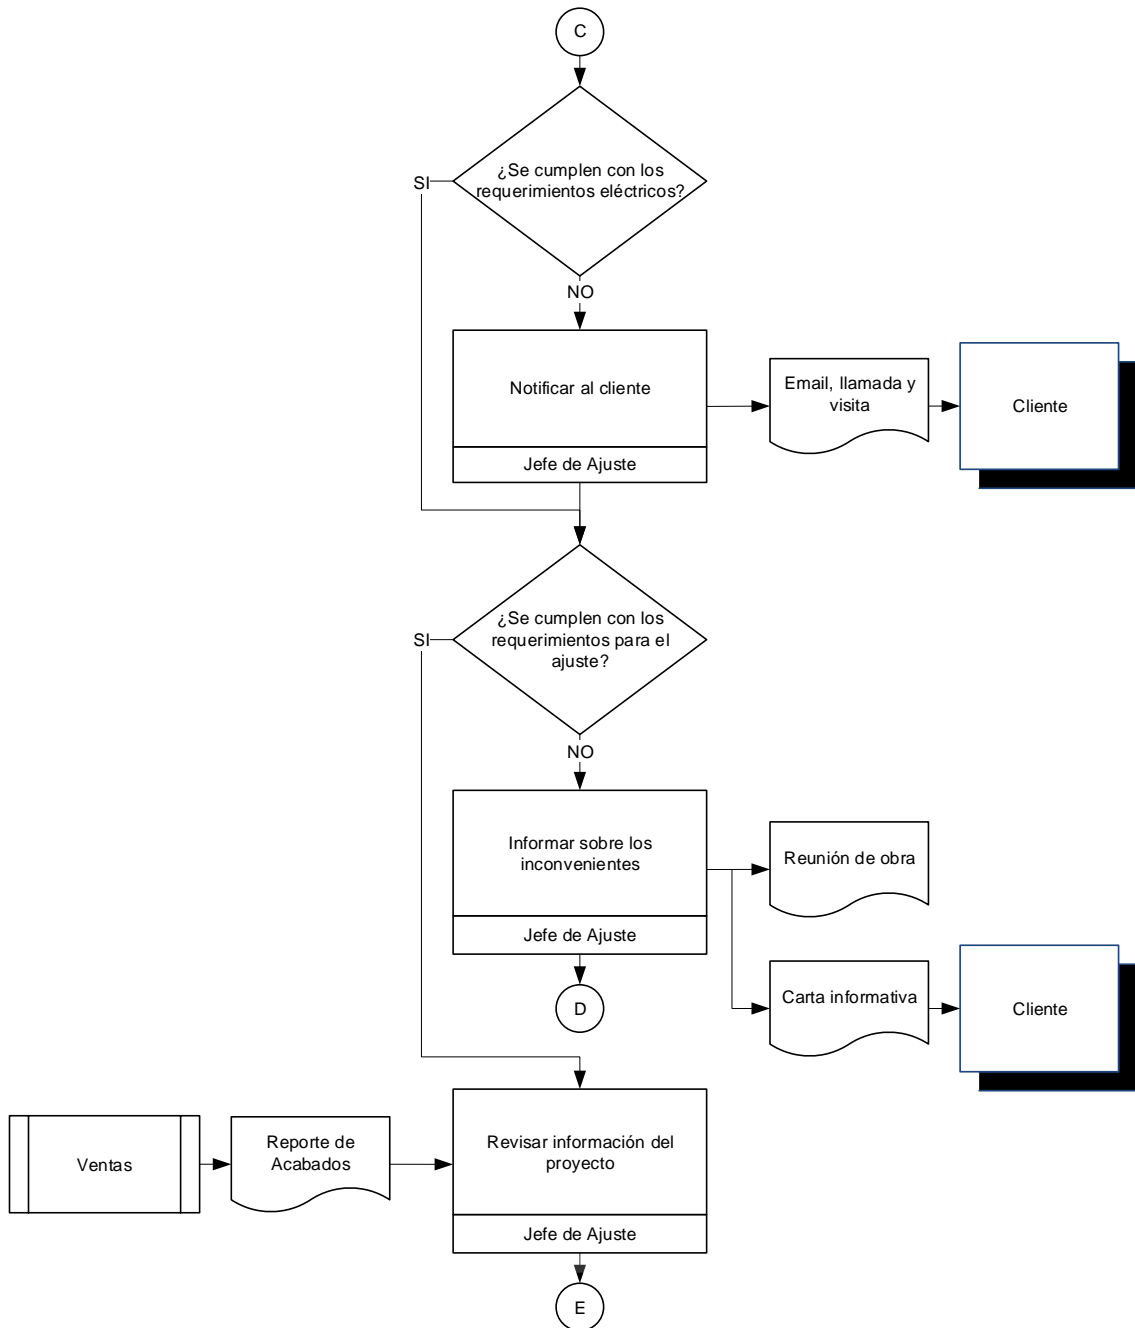 C
¿Se cumplen con los
requerimientos eléctricos?
SI
NO
Notificar al cliente
Jefe de Ajuste
Email, llamada y
visita
Cliente
¿Se cumplen con los
requerimientos para el
ajuste?
SI
NO
Informar sobre los
inconvenientes
Jefe de Ajuste
Reunión de obra
D
Carta informativa
Cliente
Ventas
Reporte de
Acabados
Revisar información del
proyecto
Jefe de Ajuste
E